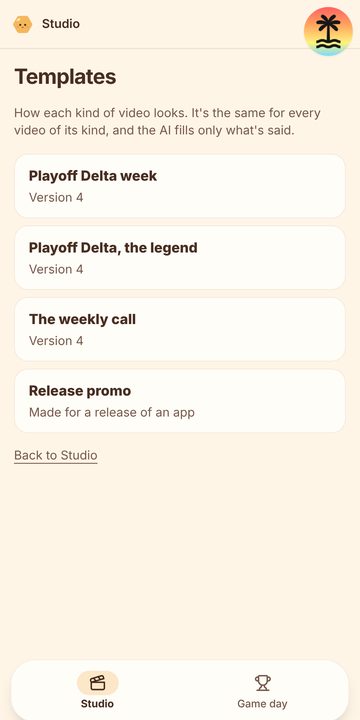 Studio
Templates
How each kind of video looks. It's the same for every
video of its kind, and the AI fills only what's said.
Playoff Delta week
Version 4
Playoff Delta, the legend
Version 4
The weekly call
Version 4
Release promo
Made for a release of an app
Back to Studio
Studio
Game day